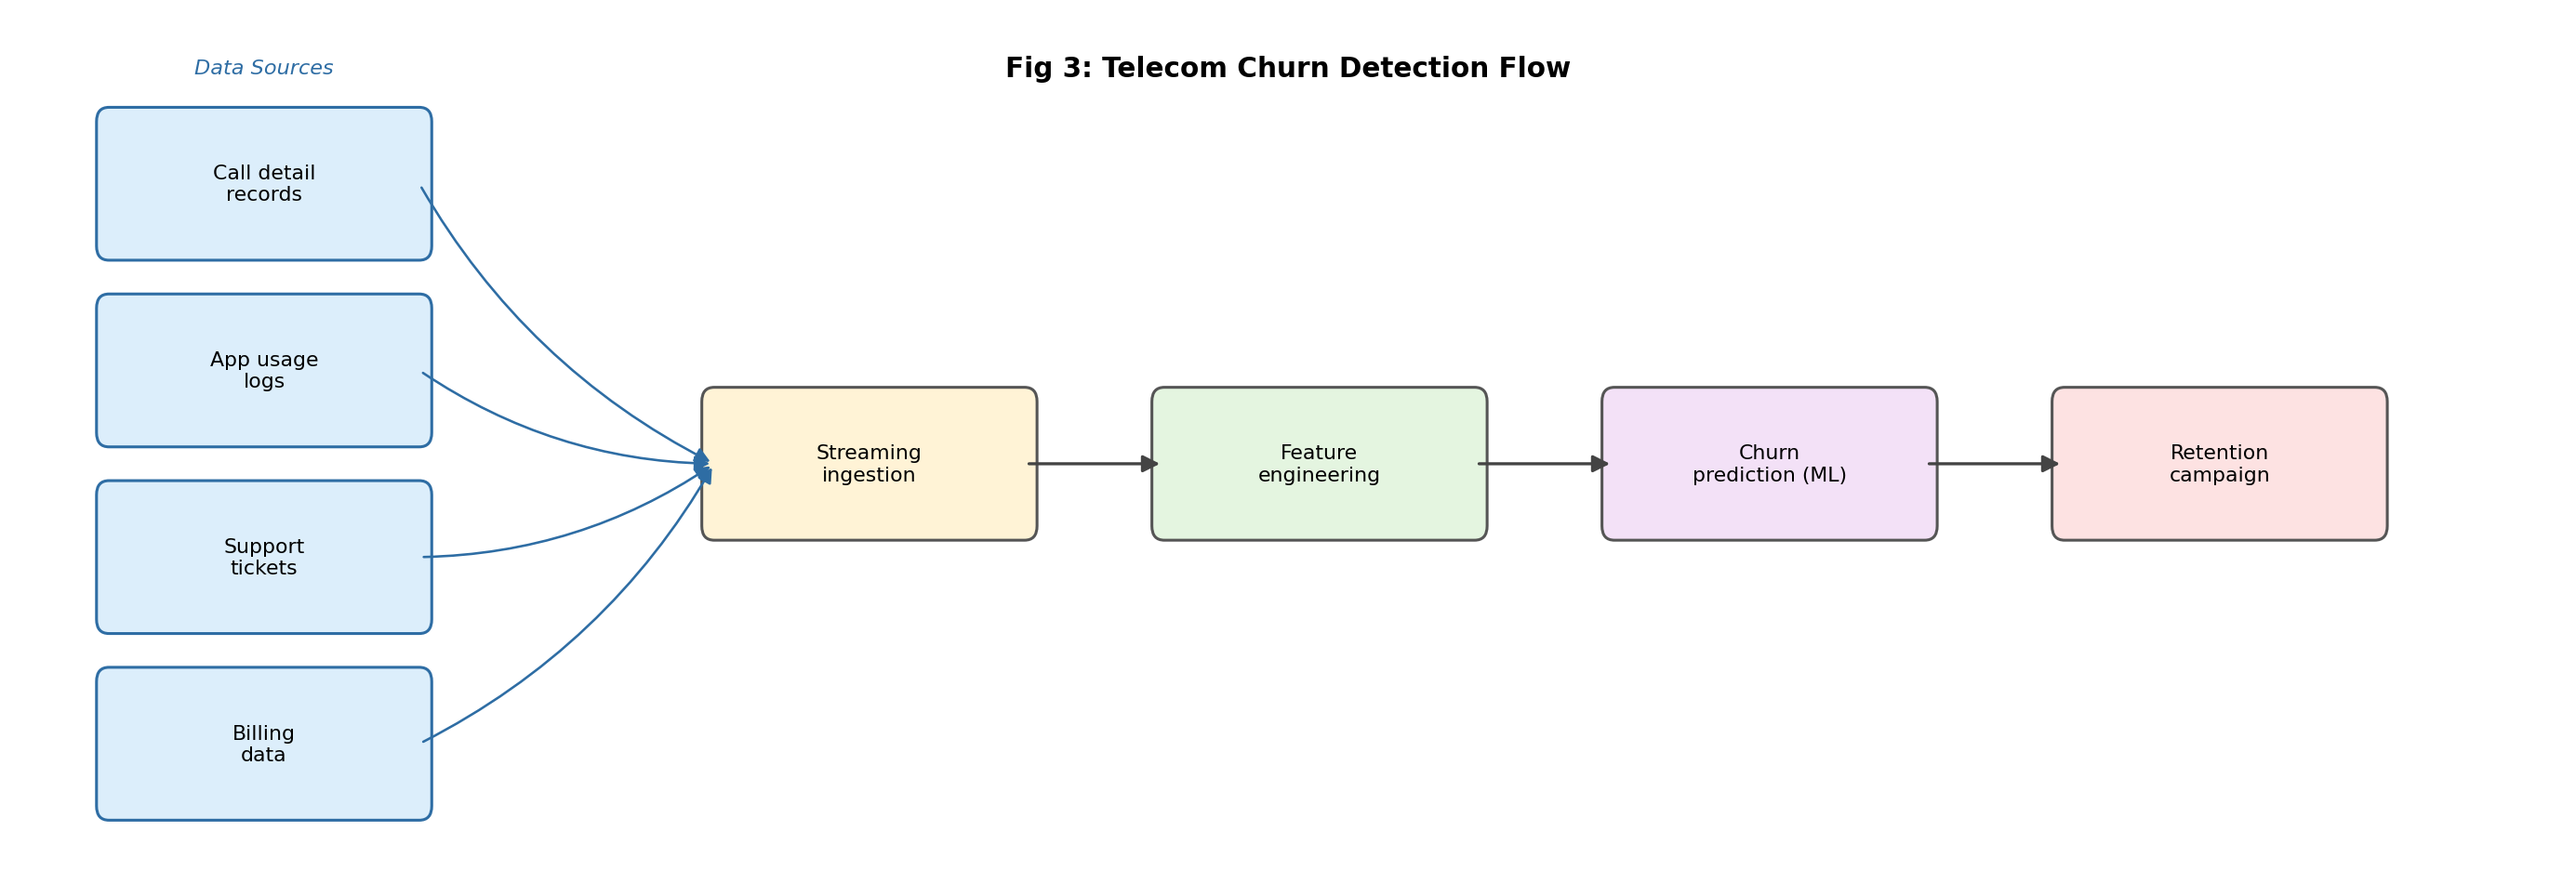 Data Sources
Fig 3: Telecom Churn Detection Flow
Call detail
records
App usage
logs
Support
tickets
Billing
data
Streaming
ingestion
Feature
engineering
Churn
prediction (ML)
Retention
campaign